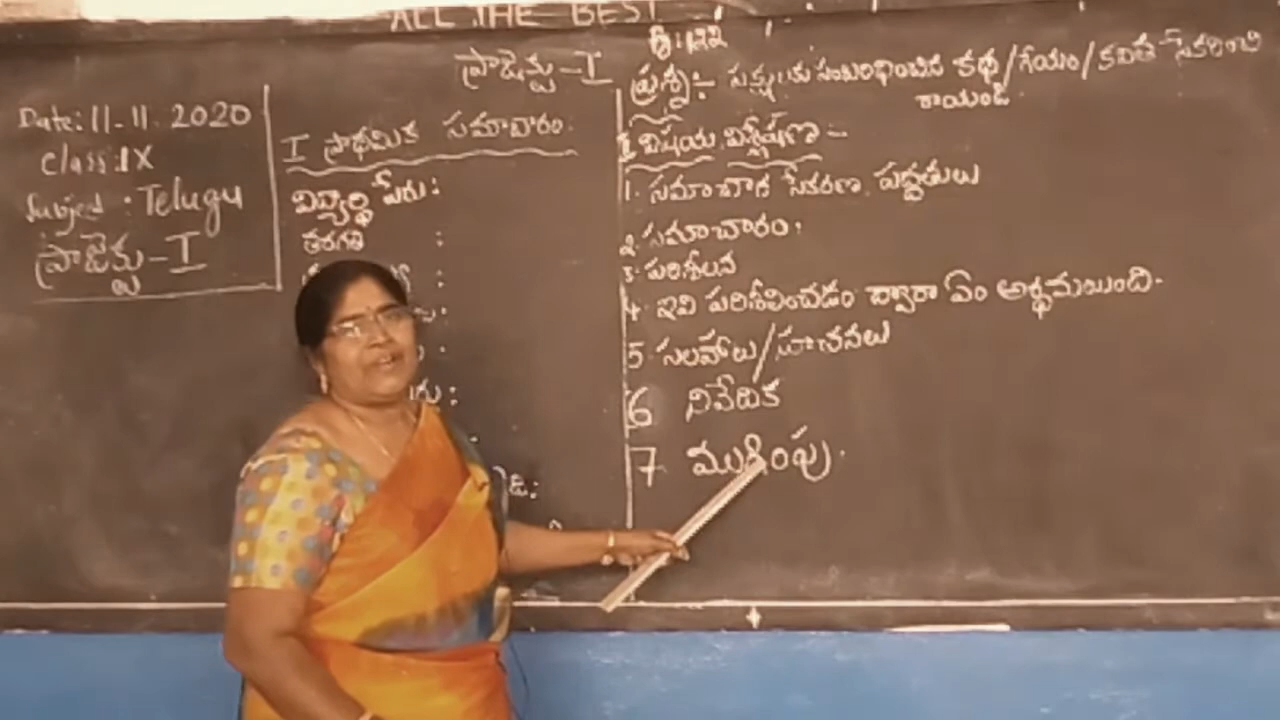 ALL THE BEST
Date: 11-11-2020
Class: IX
Subject: Telugu
ప్రాజెక్టు-I
ప్రాజెక్టు-I
I ప్రాథమిక సమాచారం.
విద్యార్థి పేరు:
తరగతి :
ప్రశ్న:- పక్షులకు సంబంధించిన కథ/గేయం/కవిత సేకరించి
రాయండి
విషయ విశ్లేషణ-
1. సమాచార సేకరణ పద్ధతులు
2. సమాచారం.
3. పరిశీలన
4. ఇవి పరిశీలించడం ద్వారా ఏం అర్థమయింది.
5. సలహాలు/సూచనలు
6 నివేదిక
7 ముగింపు.